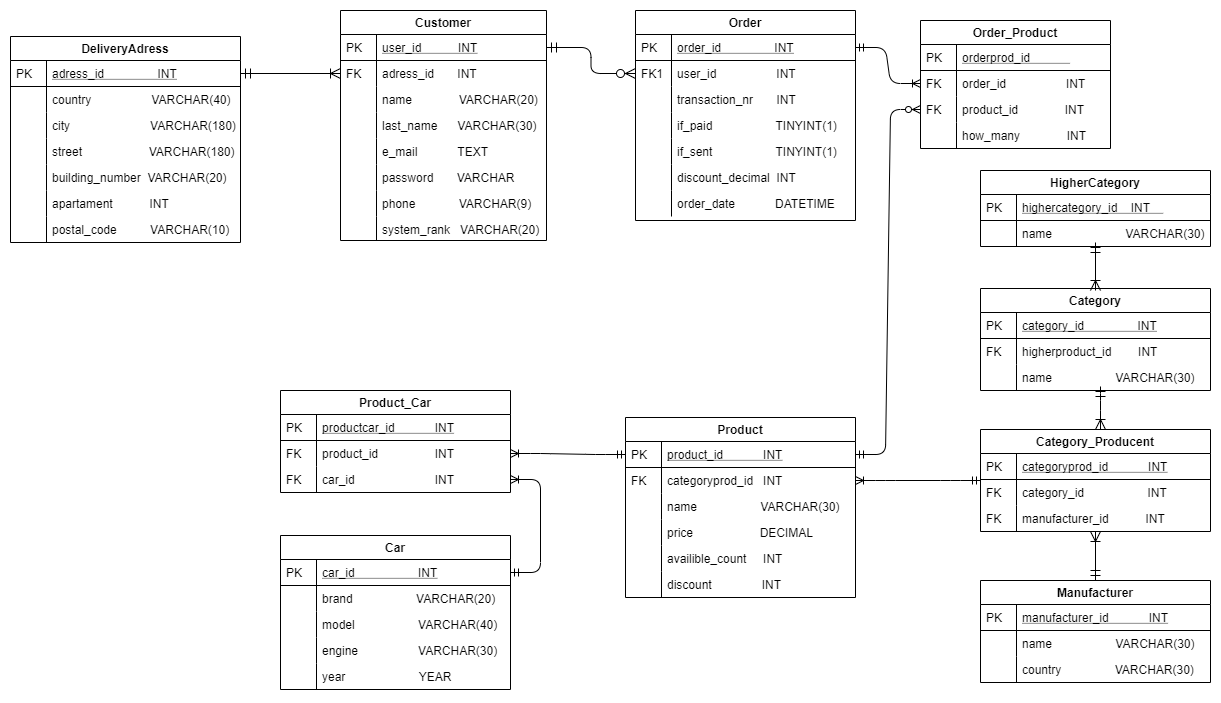 DeliveryAdress
PK adress_id INT
country VARCHAR(40)
city VARCHAR(180)
street VARCHAR(180)
building_number VARCHAR(20)
apartament INT
postal_code VARCHAR(10)
Customer
PK user_id INT
FK adress_id INT
name VARCHAR(20)
last_name VARCHAR(30)
e_mail TEXT
password VARCHAR
phone VARCHAR(9)
system_rank VARCHAR(20)
Order
PK order_id INT
FK1 user_id INT
transaction_nr INT
if_paid TINYINT(1)
if_sent TINYINT(1)
discount_decimal INT
order_date DATETIME
Order_Product
PK orderprod_id
FK order_id INT
FK product_id INT
how_many INT
HigherCategory
PK highercategory_id INT
name VARCHAR(30)
Category
PK category_id INT
FK higherproduct_id INT
name VARCHAR(30)
Product_Car
PK productcar_id INT
FK product_id INT
FK car_id INT
Product
PK product_id INT
FK categoryprod_id INT
name VARCHAR(30)
price DECIMAL
availible_count INT
discount INT
Category_Producent
PK categoryprod_id INT
FK category_id INT
FK manufacturer_id INT
Car
PK car_id INT
brand VARCHAR(20)
model VARCHAR(40)
engine VARCHAR(30)
year YEAR
Manufacturer
PK manufacturer_id INT
name VARCHAR(30)
country VARCHAR(30)